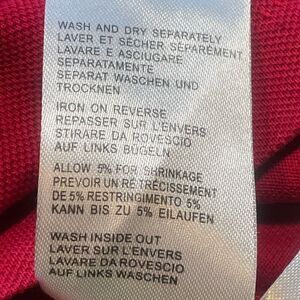 WASH AND DRY SEPARATELY
LAVER ET SÉCHER SÉPARÉMENT
LAVARE E ASCIUGARE
SEPARATAMENTE
SEPARAT WASCHEN UND
TROCKNEN
IRON ON REVERSE
REPASSER SUR L'ENVERS
STIRARE DA ROVESCIO
AUF LINKS BÜGELN
ALLOW 5% FOR SHRINKAGE
PREVOIR UN RÉTRÉCISSEMENT
DE 5% RESTRINGIMENTO 5%
KANN BIS ZU 5% EILAUFEN
WASH INSIDE OUT
LAVER SUR L'ENVERS
LAVARE DA ROVESCIO
AUF LINKS WASCHEN